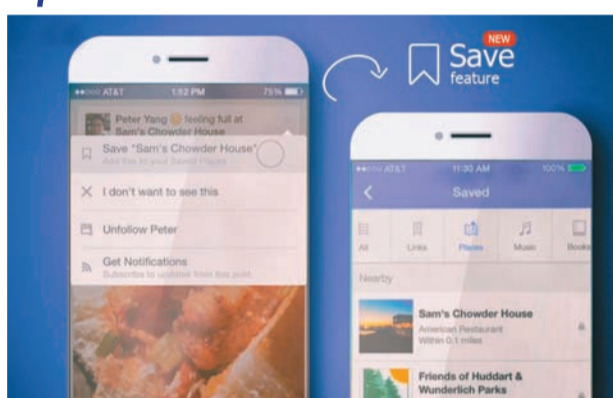 NEW
Save
feature
AT&T 1:52 PM 75%
Peter Yang feeling full at
Sam's Chowder House
Save "Sam's Chowder House"
Add this to your Saved Places
I don't want to see this
Unfollow Peter
Get Notifications
Subscribe to updates from this post.
AT&T 11:30 AM 100%
Saved
All Links Places Music Books
Nearby
Sam's Chowder House
American Restaurant
Within 0.1 miles
Friends of Huddart &
Wunderlich Parks